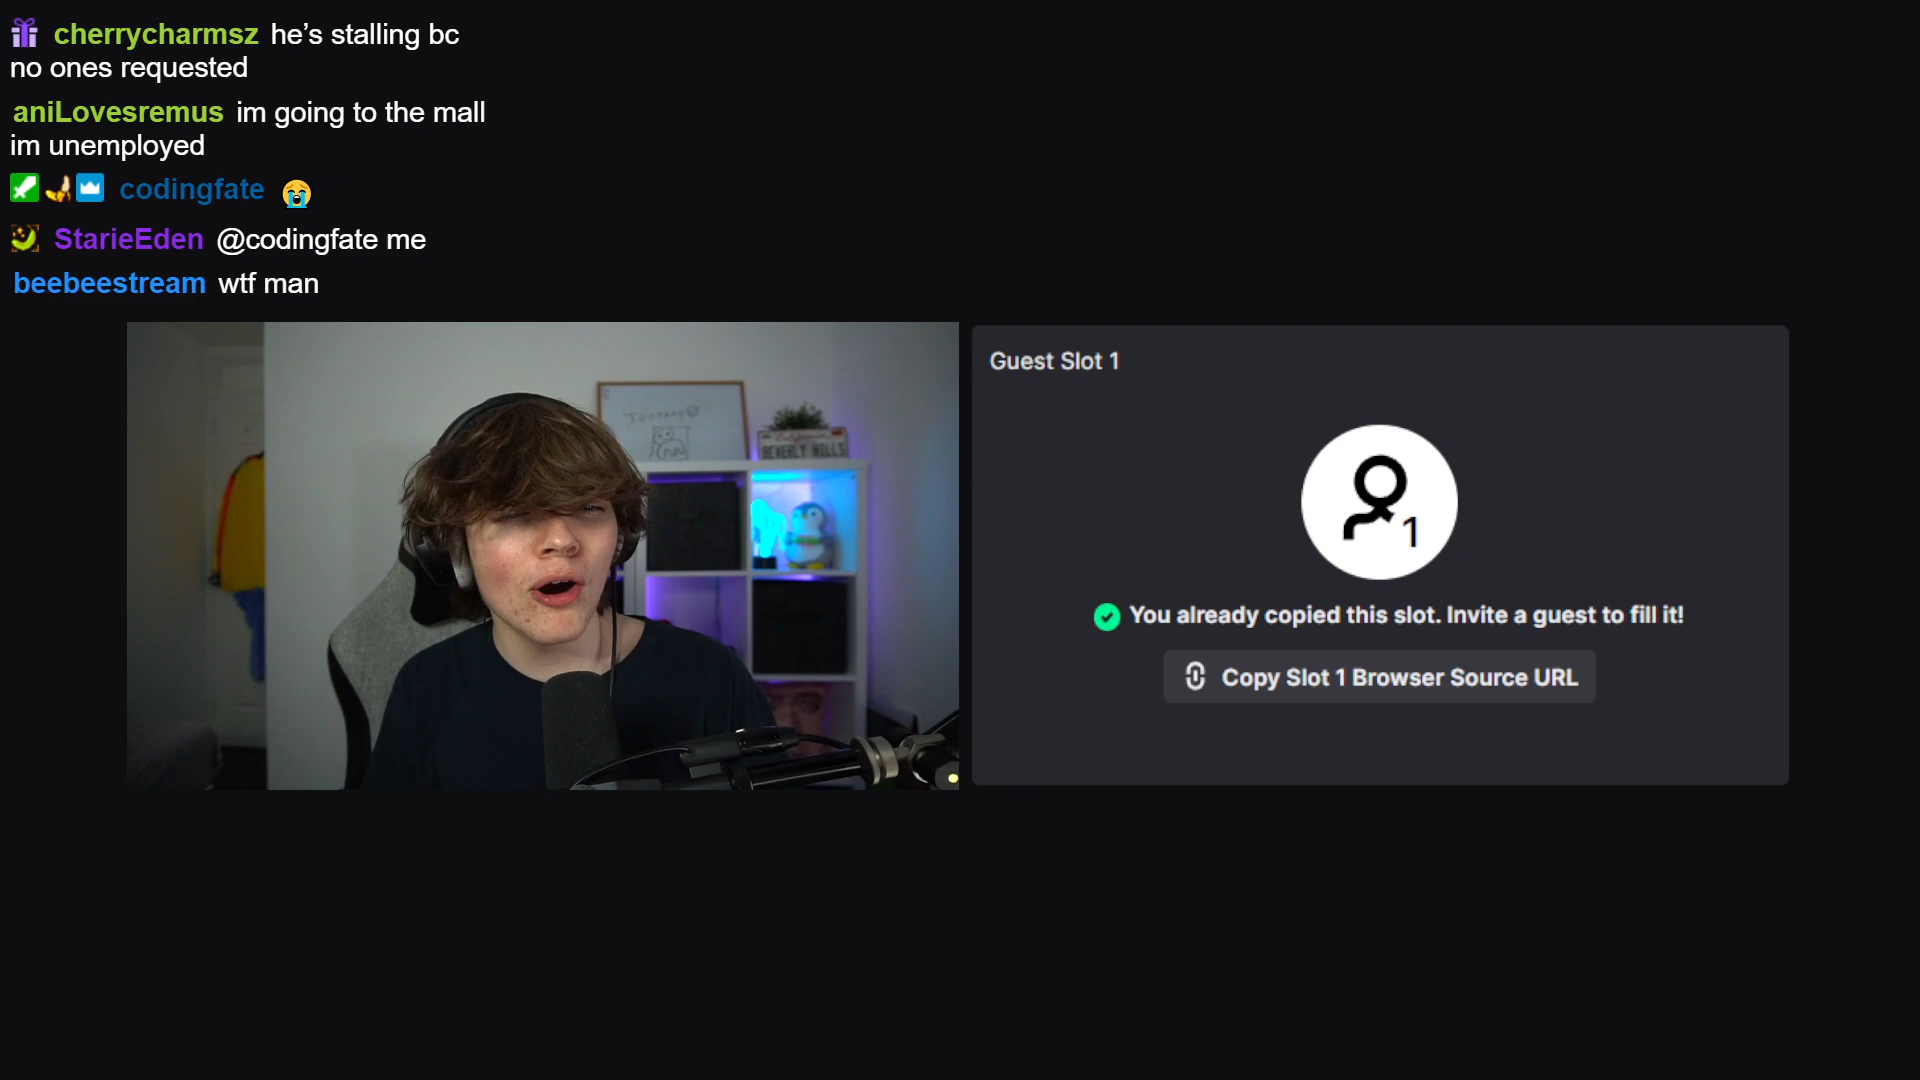 cherrycharmsz he’s stalling bc
no ones requested
aniLovesremus im going to the mall
im unemployed
codingfate 😭
StarieEden @codingfate me
beebeestream wtf man
Guest Slot 1
BEVERLY HILLS
1
You already copied this slot. Invite a guest to fill it!
Copy Slot 1 Browser Source URL